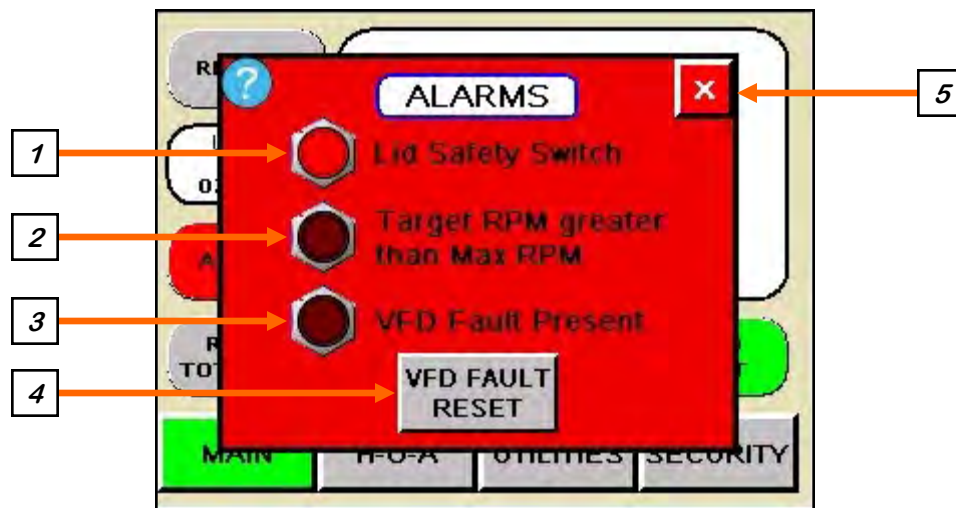 ?
ALARMS
×
5
1
Lid Safety Switch
2
Target RPM greater
than Max RPM
3
VFD Fault Present
4
VFD FAULT
RESET
MAIN
H-O-A
UTILITIES
SECURITY